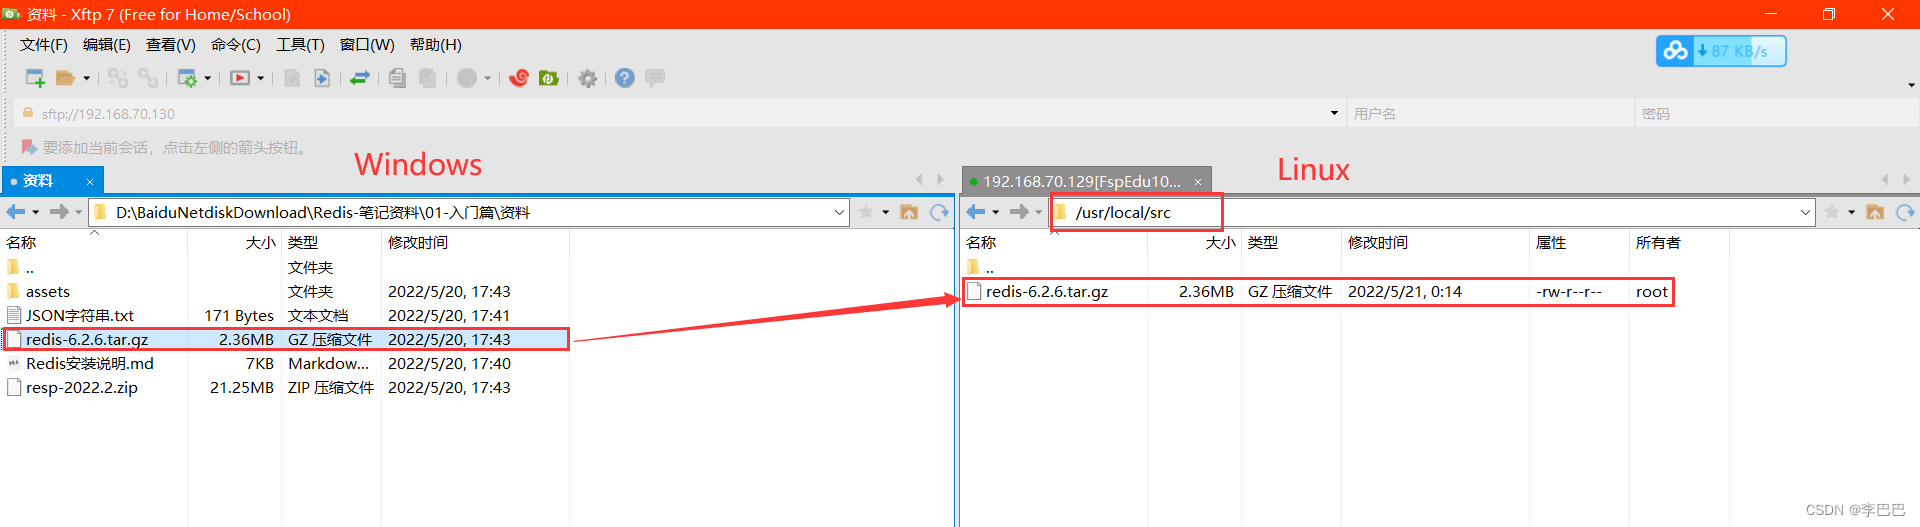 资料 - Xftp 7 (Free for Home/School)
文件(F) 编辑(E) 查看(V) 命令(C) 工具(T) 窗口(W) 帮助(H)
87 KB/s
sftp://192.168.70.130 用户名 密码
要添加当前会话，点击左侧的箭头按钮。
Windows Linux
资料 192.168.70.129[FspEdu10...
D:\BaiduNetdiskDownload\Redis-笔记资料\01-入门篇\资料 /usr/local/src
名称 大小 类型 修改时间 名称 大小 类型 修改时间 属性 所有者
.. 文件夹 ..
assets 文件夹 2022/5/20, 17:43 redis-6.2.6.tar.gz 2.36MB GZ 压缩文件 2022/5/21, 0:14 -rw-r--r-- root
JSON字符串.txt 171 Bytes 文本文档 2022/5/20, 17:41
redis-6.2.6.tar.gz 2.36MB GZ 压缩文件 2022/5/20, 17:43
Redis安装说明.md 7KB Markdow... 2022/5/20, 17:40
resp-2022.2.zip 21.25MB ZIP 压缩文件 2022/5/20, 17:43
CSDN @李巴巴